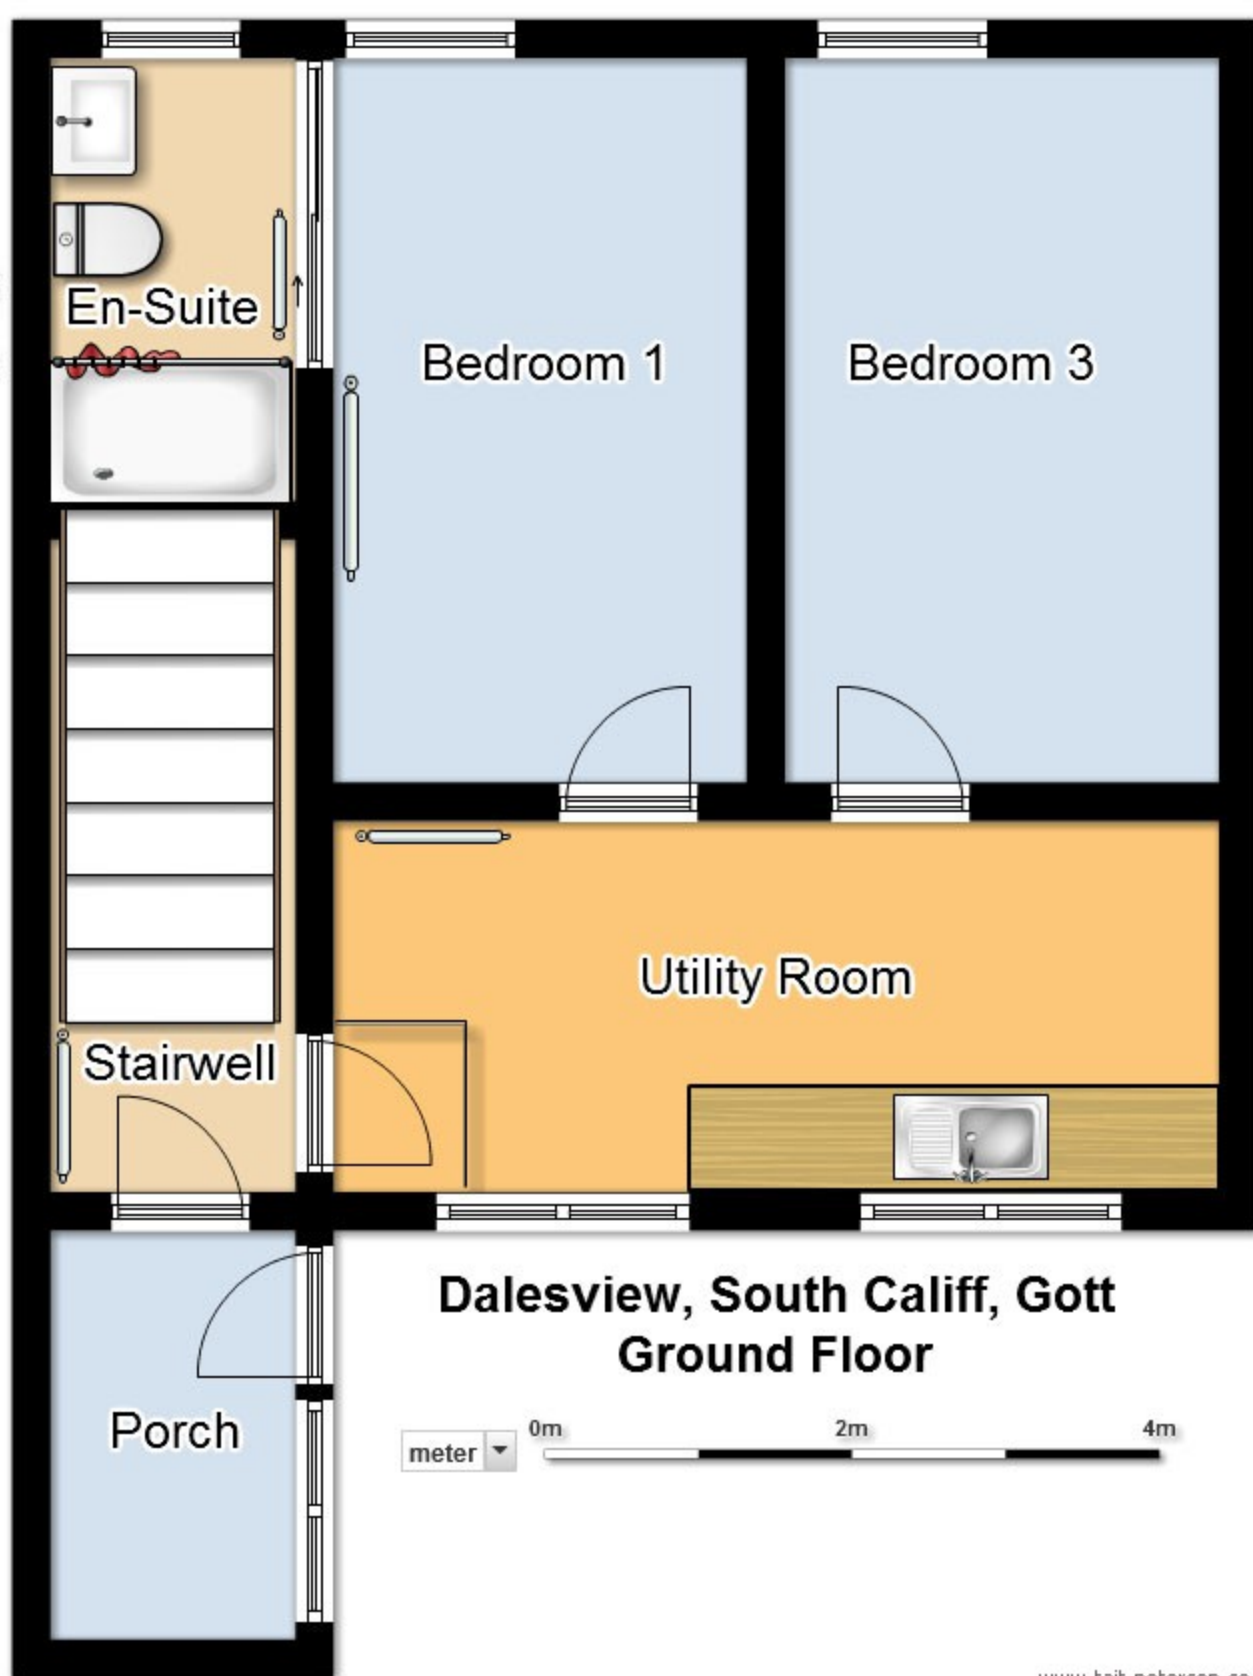 En-Suite
Bedroom 1
Bedroom 3
Utility Room
Stairwell
Dalesview, South Califf, Gott
Ground Floor
Porch
meter
0m
2m
4m